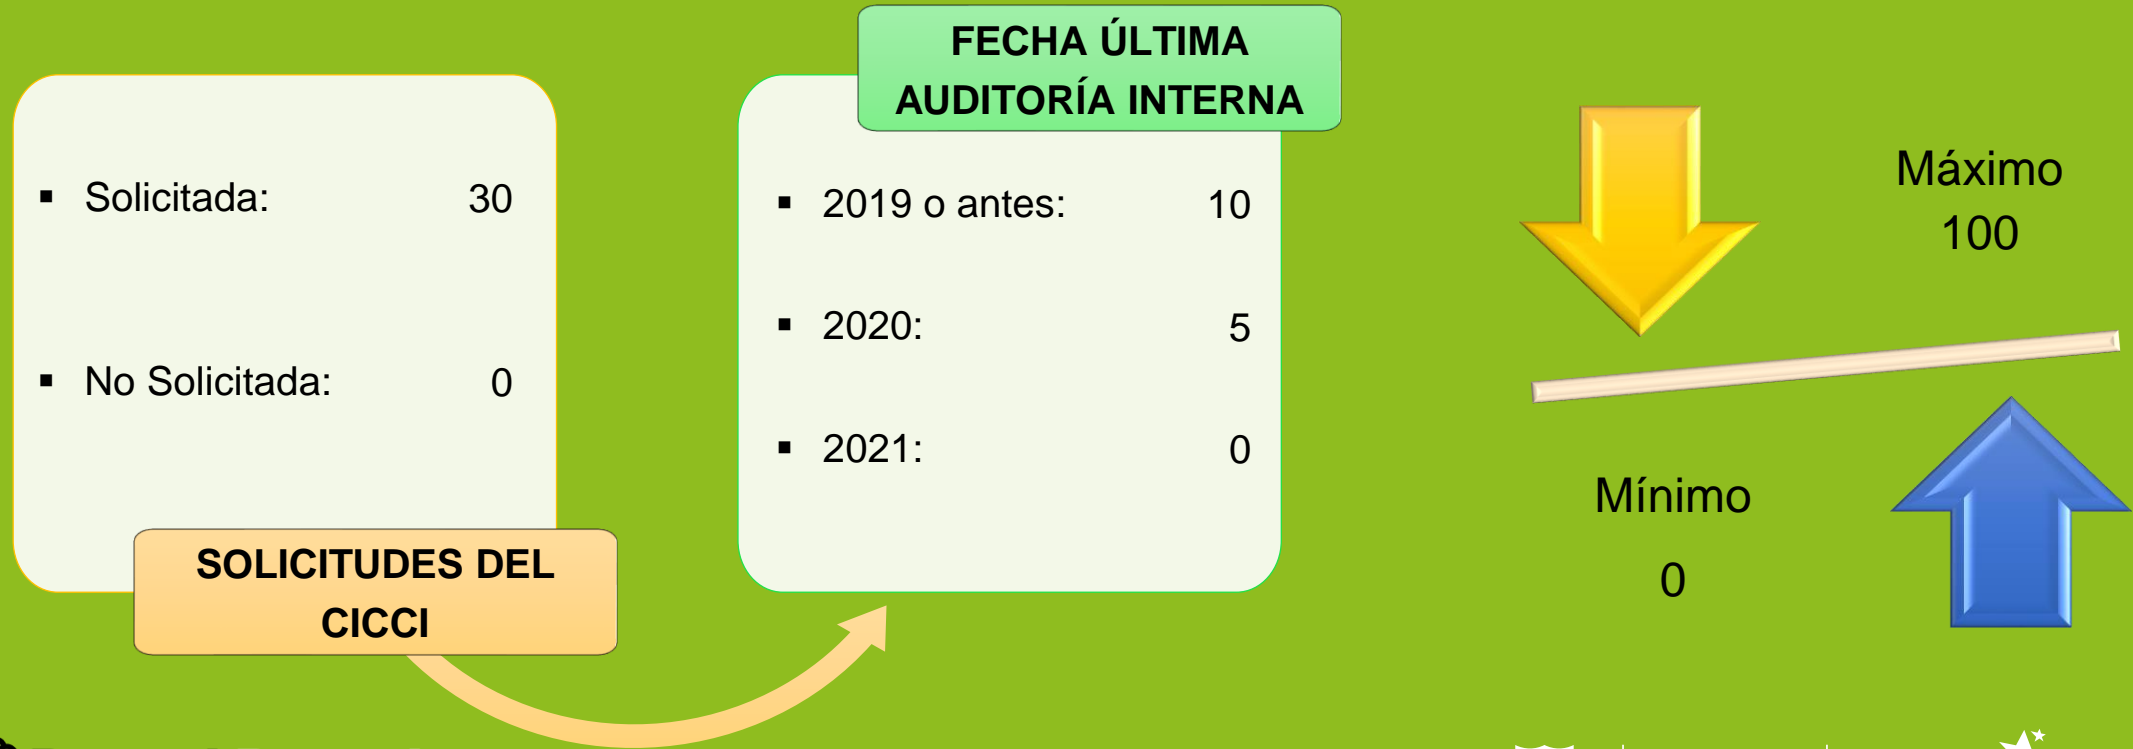 ▪ Solicitada: 30
▪ No Solicitada: 0
SOLICITUDES DEL
CICCI
FECHA ÚLTIMA
AUDITORÍA INTERNA
▪ 2019 o antes: 10
▪ 2020: 5
▪ 2021: 0
Máximo
100
Mínimo
0